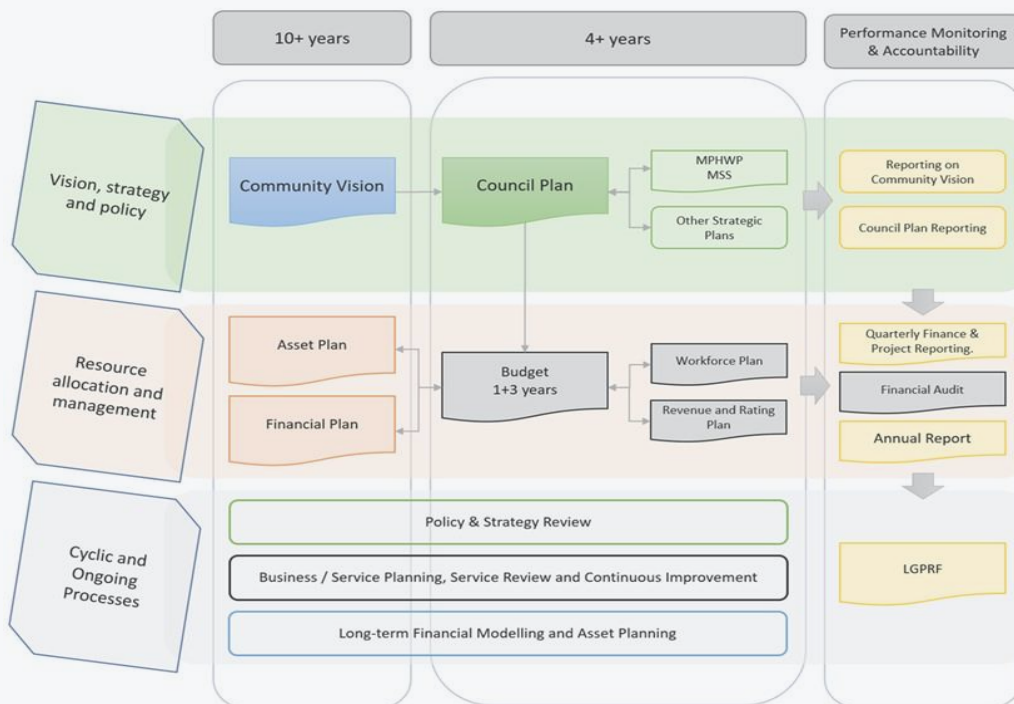 10+ years
4+ years
Performance Monitoring
& Accountability
Vision, strategy
and policy
Community Vision
Council Plan
MPHWP
MSS
Other Strategic
Plans
Reporting on
Community Vision
Council Plan Reporting
Resource
allocation and
management
Asset Plan
Financial Plan
Budget
1+3 years
Workforce Plan
Revenue and Rating
Plan
Quarterly Finance &
Project Reporting.
Financial Audit
Annual Report
Cyclic and
Ongoing
Processes
Policy & Strategy Review
Business / Service Planning, Service Review and Continuous Improvement
Long-term Financial Modelling and Asset Planning
LGPRF